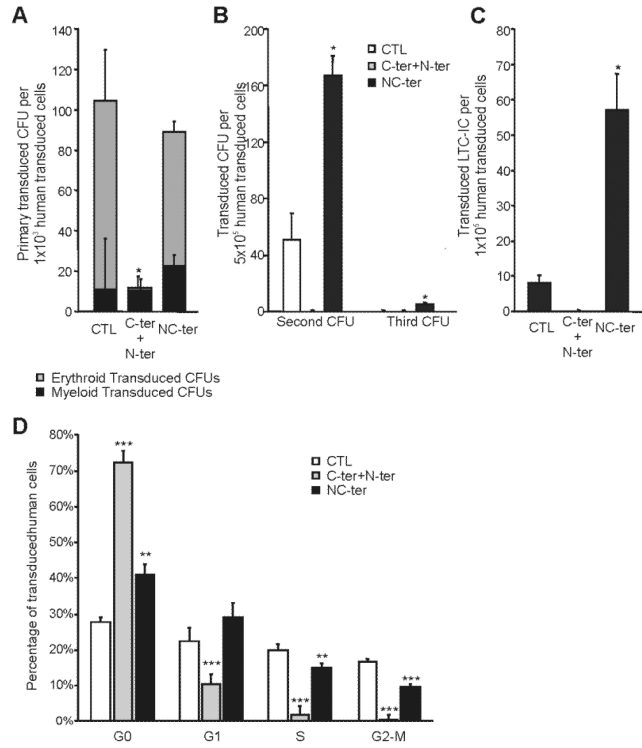 A
Primary transduced CFU per
1x10³ human transduced cells
140
120
100
80
60
40
20
0
*
CTL
C-ter
+
N-ter
NC-ter
Erythroid Transduced CFUs
Myeloid Transduced CFUs
B
Transduced CFU per
5x10⁵ human transduced cells
200
160
120
80
40
0
*
*
CTL
C-ter+N-ter
NC-ter
Second CFU
Third CFU
C
Transduced LTC-IC per
80
70
60
50
40
30
20
10
0
*
CTL
C-ter
+
N-ter
NC-ter
D
Percentage of transducedhuman cells
80%
70%
60%
50%
40%
30%
20%
10%
0%
CTL
C-ter+N-ter
NC-ter
***
**
***
***
**
***
***
G0
G1
S
G2-M